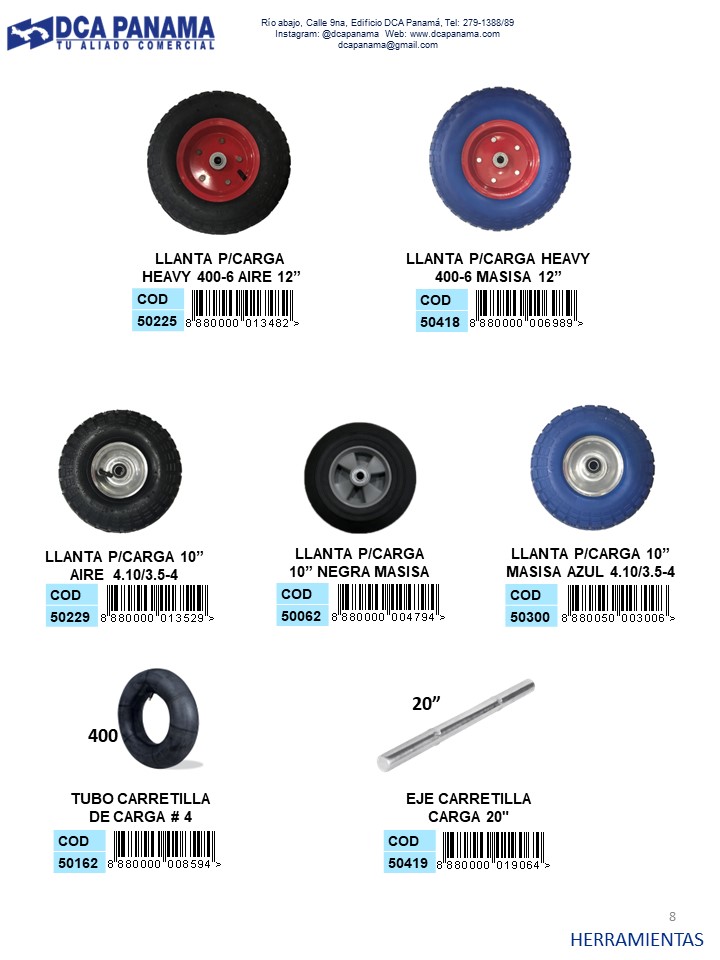 DCA PANAMA
TU ALIADO COMERCIAL
Río abajo, Calle 9na, Edificio DCA Panamá, Tel: 279-1388/89
Instagram: @dcapanama Web: www.dcapanama.com
dcapanama@gmail.com
LLANTA P/CARGA
HEAVY 400-6 AIRE 12”
COD
50225
8 880000 013482 >
LLANTA P/CARGA HEAVY
400-6 MASISA 12”
COD
50418
8 880000 006989 >
LLANTA P/CARGA 10”
AIRE 4.10/3.5-4
COD
50229
8 880000 013529 >
LLANTA P/CARGA
10” NEGRA MASISA
COD
50062
8 880000 004794 >
LLANTA P/CARGA 10”
MASISA AZUL 4.10/3.5-4
COD
50300
8 880050 003006 >
400
TUBO CARRETILLA
DE CARGA # 4
COD
50162
8 880000 008594 >
20”
EJE CARRETILLA
CARGA 20"
COD
50419
8 880000 019064 >
8
HERRAMIENTAS